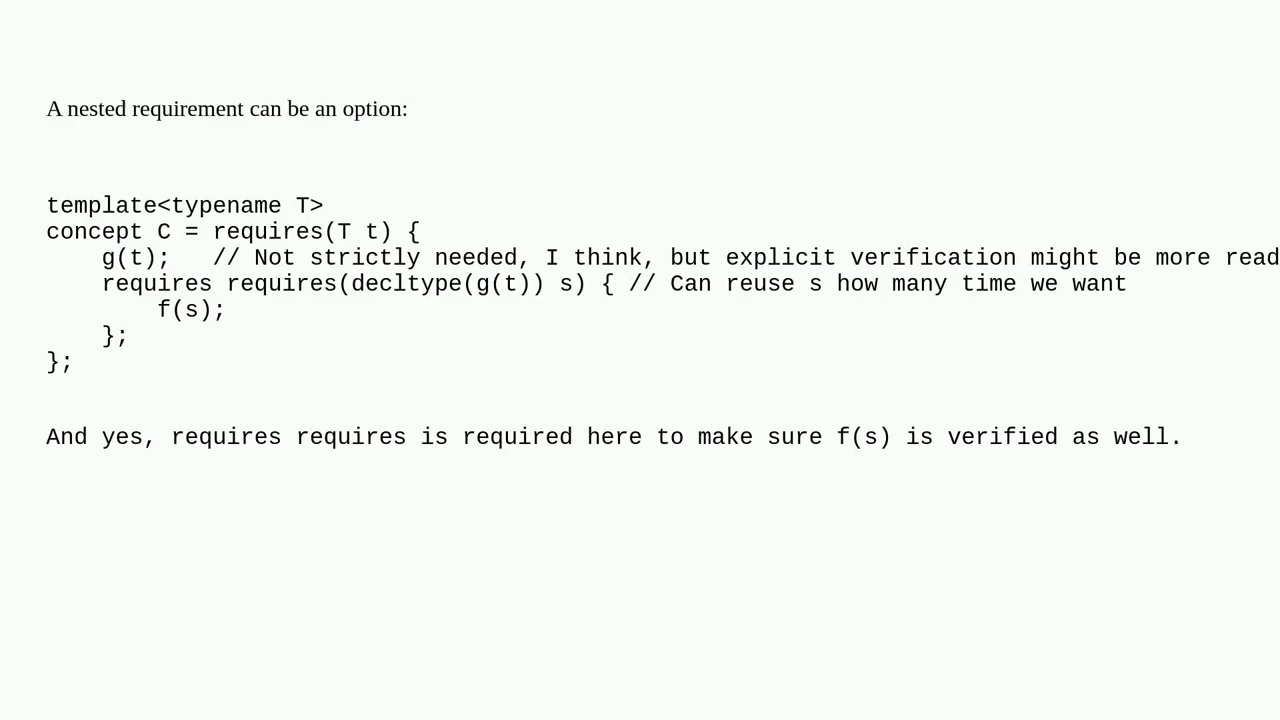 A nested requirement can be an option:
template<typename T>
concept C = requires(T t) {
    g(t);   // Not strictly needed, I think, but explicit verification might be more read
    requires requires(decltype(g(t)) s) { // Can reuse s how many time we want
        f(s);
    };
};
And yes, requires requires is required here to make sure f(s) is verified as well.